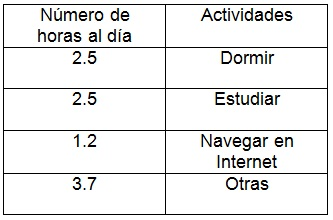 Número de Actividades
horas al día
2.5 Dormir
2.5 Estudiar
1.2 Navegar en
Internet
3.7 Otras